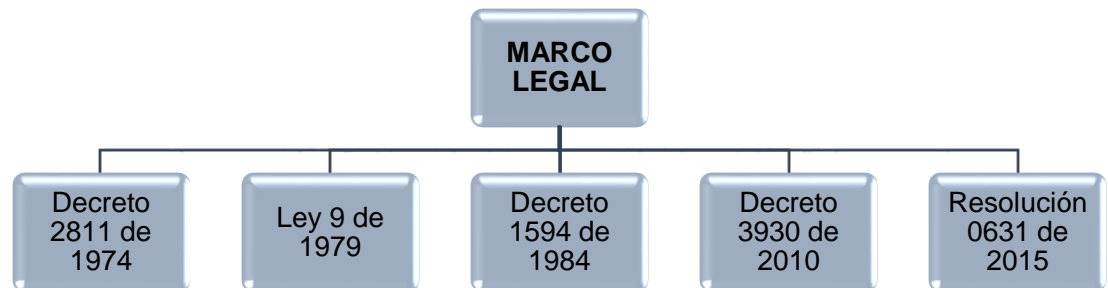 MARCO
LEGAL
Decreto
2811 de
1974
Ley 9 de
1979
Decreto
1594 de
1984
Decreto
3930 de
2010
Resolución
0631 de
2015